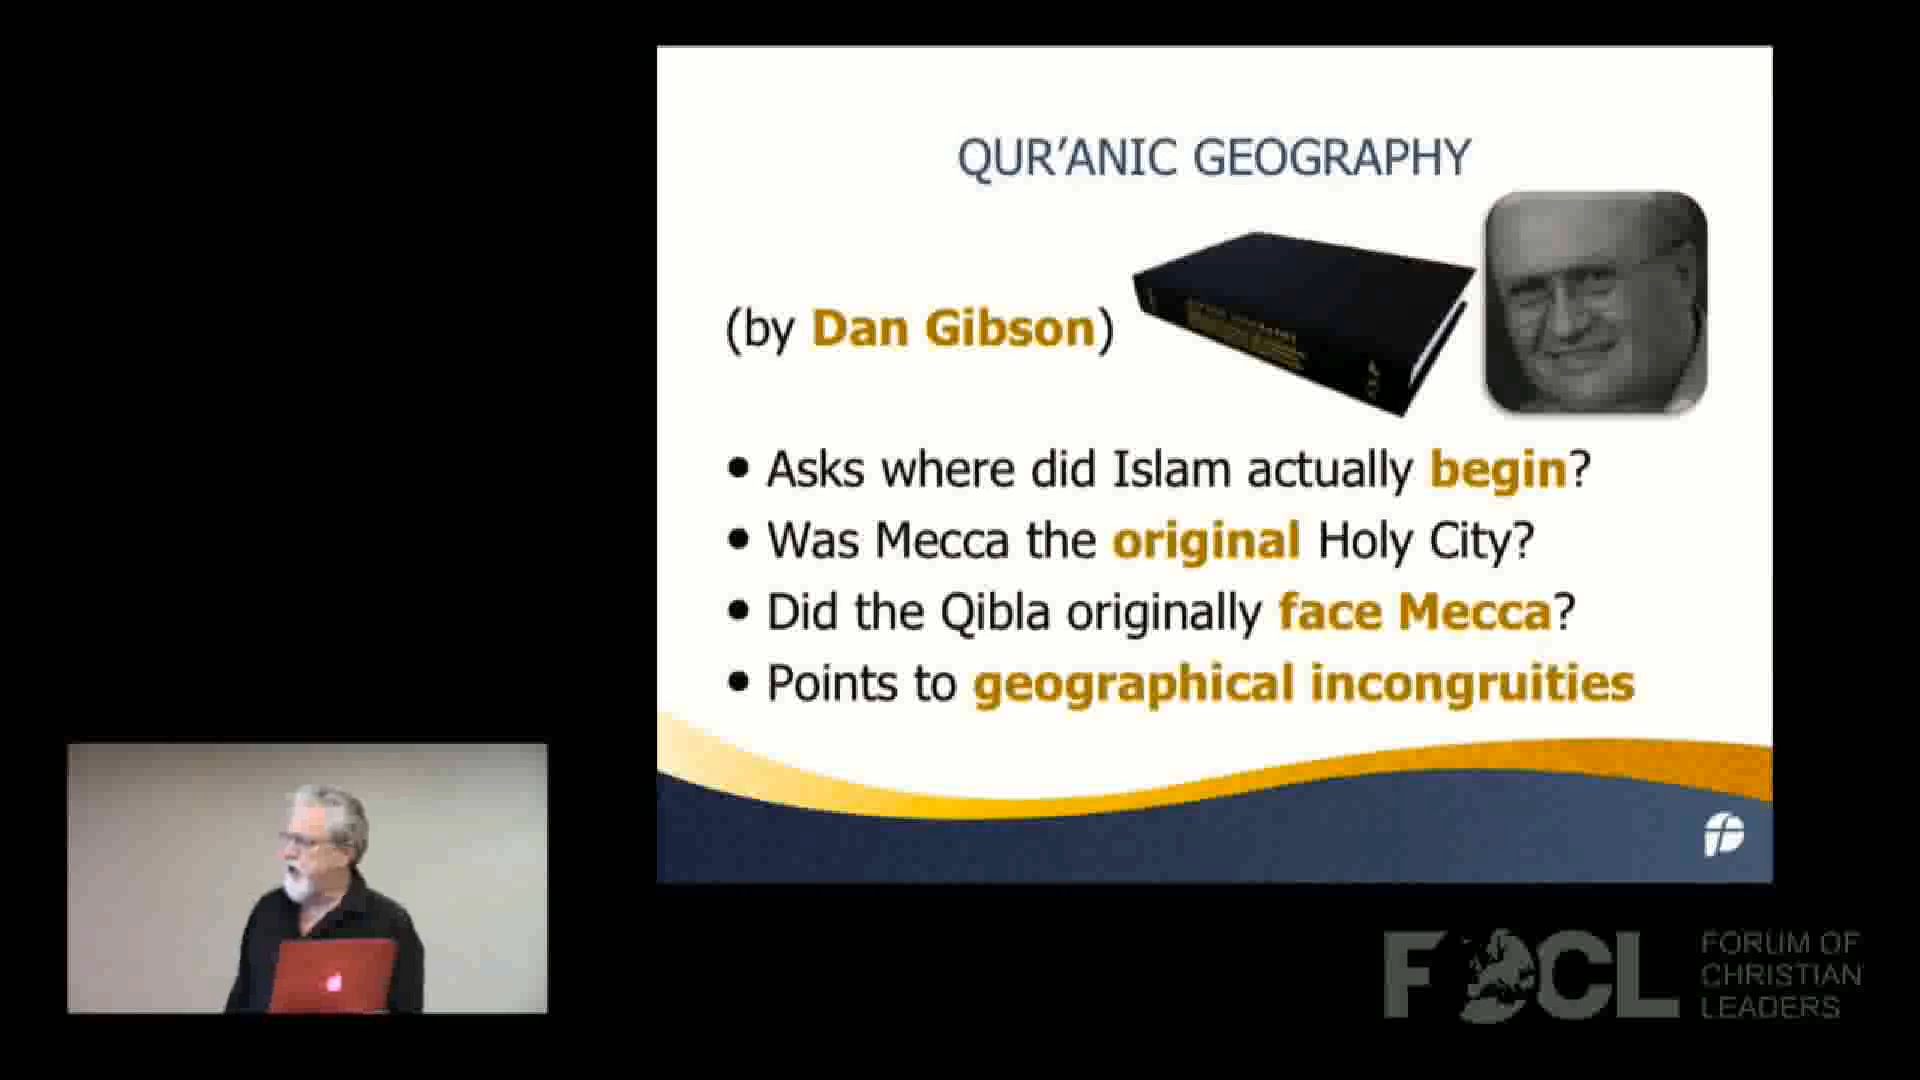 QUR’ANIC GEOGRAPHY
(by Dan Gibson)
• Asks where did Islam actually begin?
• Was Mecca the original Holy City?
• Did the Qibla originally face Mecca?
• Points to geographical incongruities
FOCL
FORUM OF
CHRISTIAN
LEADERS